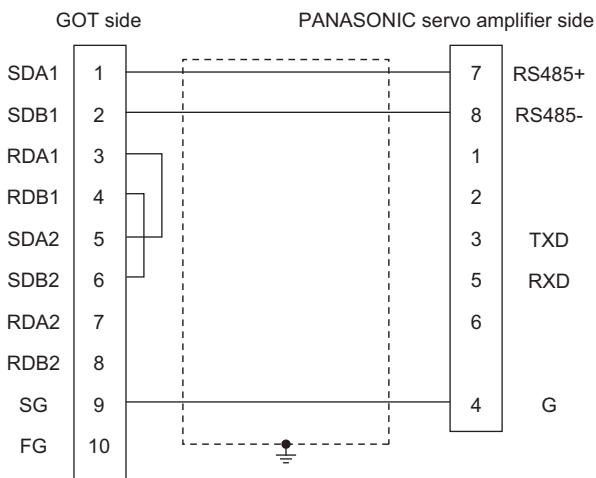 GOT side PANASONIC servo amplifier side
SDA1 1 7 RS485+
SDB1 2 8 RS485-
RDA1 3 1
RDB1 4 2
SDA2 5 3 TXD
SDB2 6 5 RXD
RDA2 7 6
RDB2 8
SG 9 4 G
FG 10